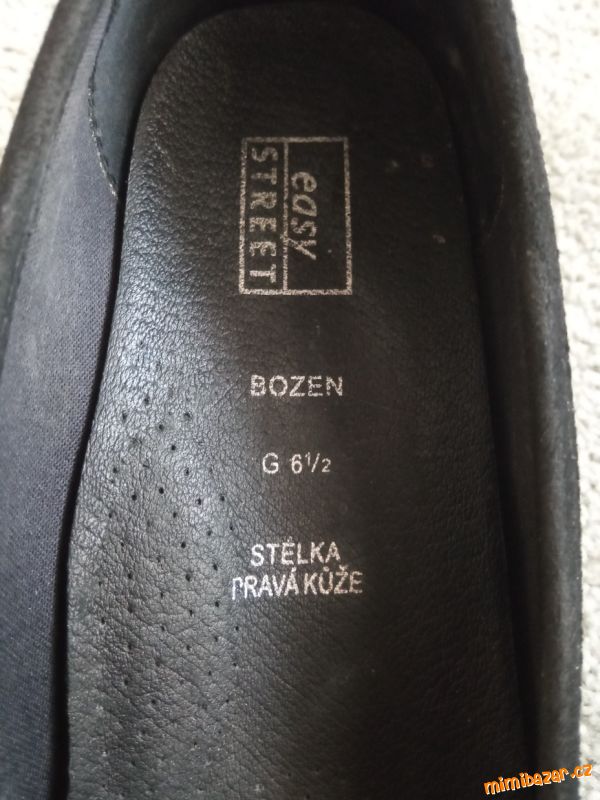 easy
STREET
BOZEN
G 6½
STÉLKA
PRAVÁ KŮŽE
mimibazar.cz